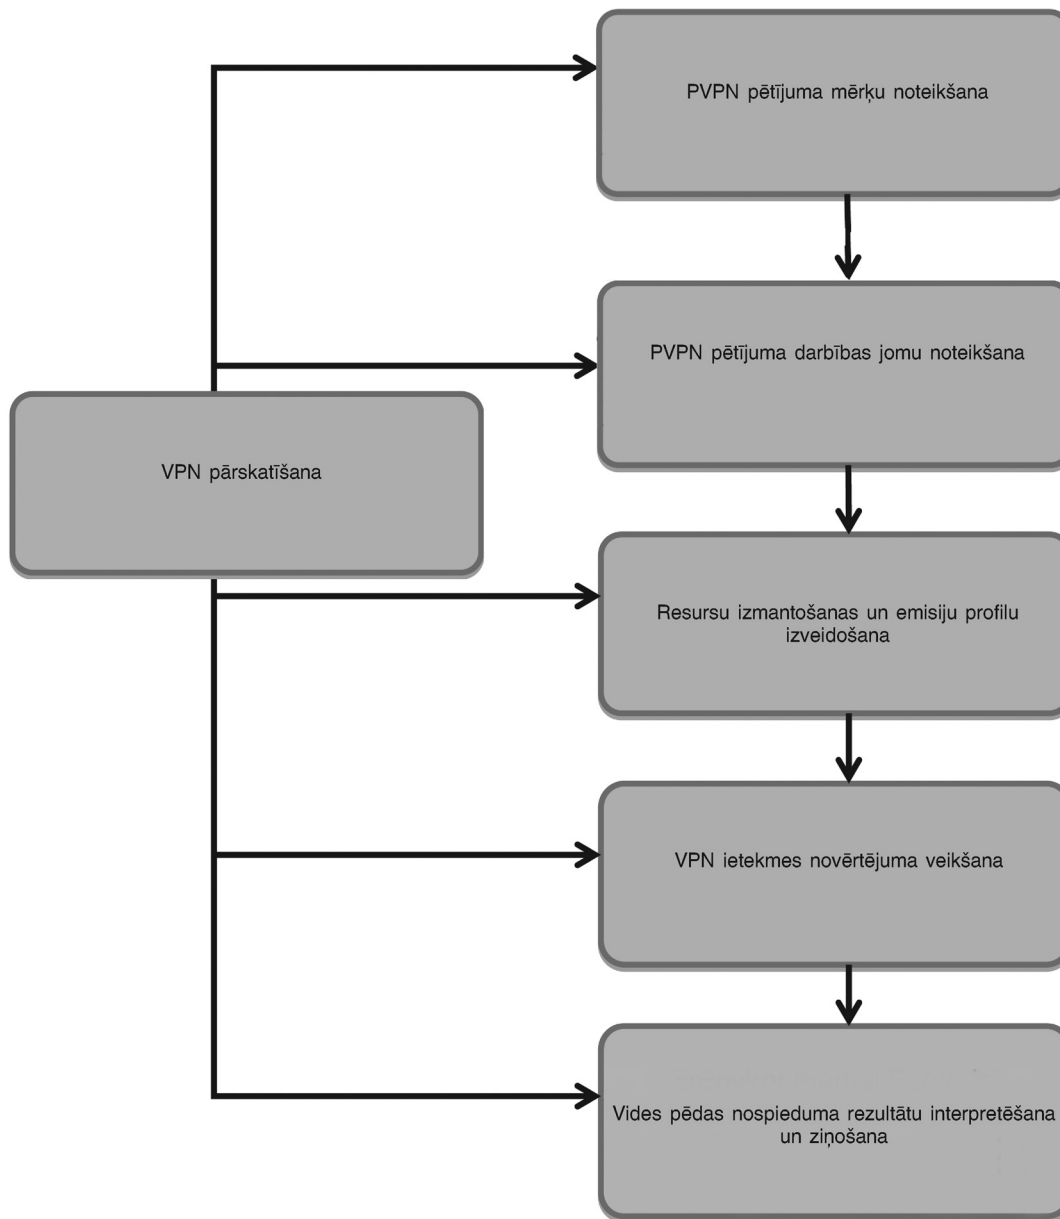 PVPN pētījuma mērķu noteikšana
PVPN pētījuma darbības jomu noteikšana
VPN pārskatīšana
Resursu izmantošanas un emisiju profilu
izveidošana
VPN ietekmes novērtējuma veikšana
Vides pēdas nospieduma rezultātu interpretēšana
un ziņošana